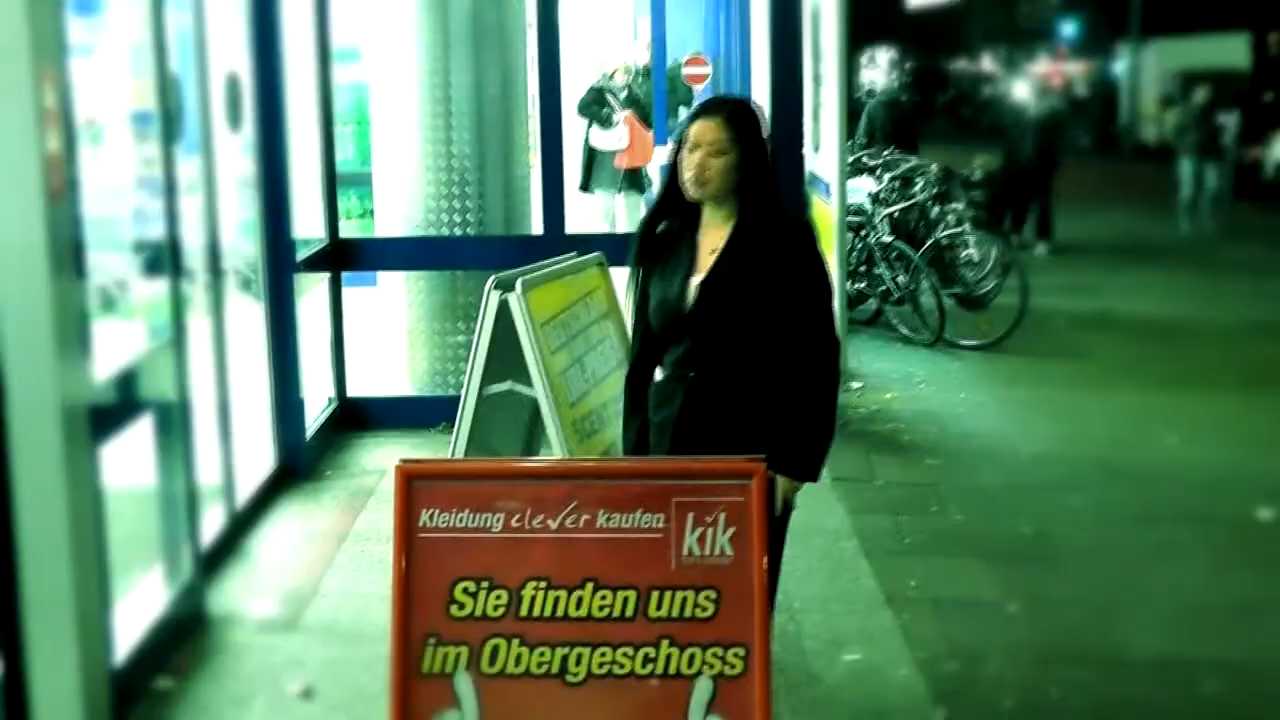 Kleidung clever kaufen
kik
Sie finden uns
im Obergeschoss